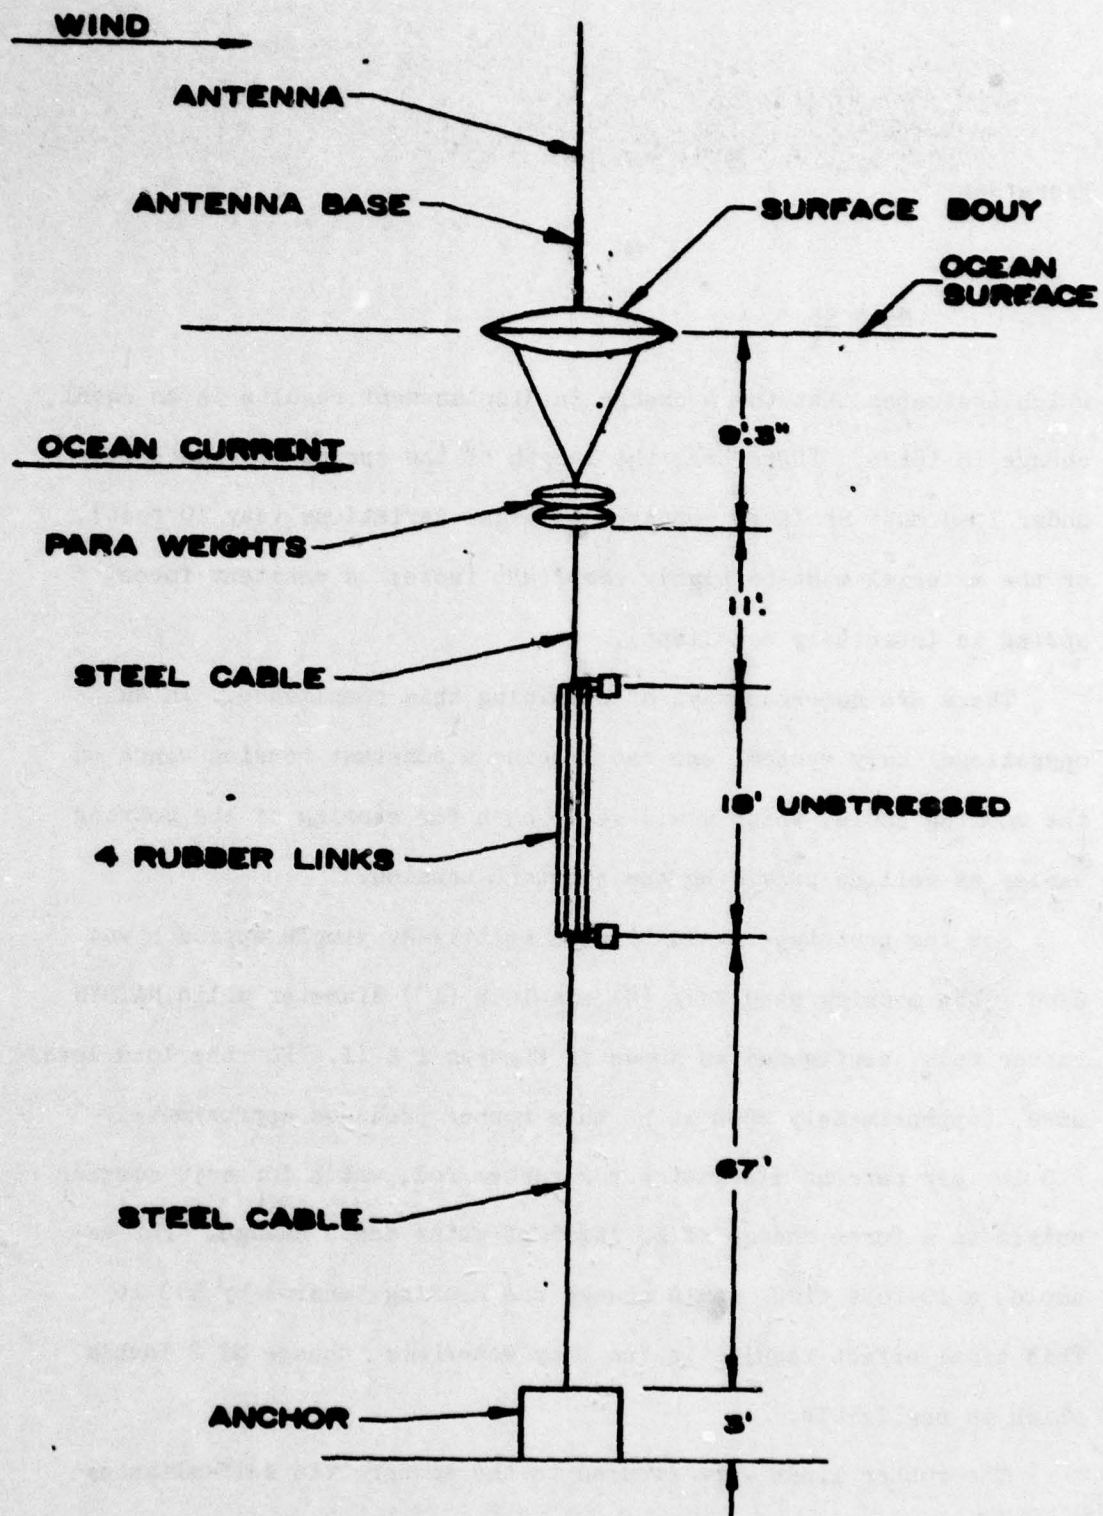 WIND
ANTENNA
ANTENNA BASE
SURFACE BOUY
OCEAN
SURFACE
9'.3"
OCEAN CURRENT
PARA WEIGHTS
11'.
STEEL CABLE
18' UNSTRESSED
4 RUBBER LINKS
67'
STEEL CABLE
ANCHOR
3'